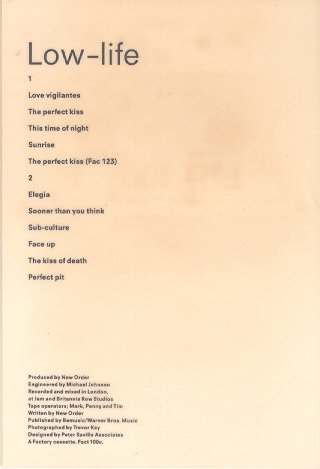 Low-life
1
Love vigilantes
The perfect kiss
This time of night
Sunrise
The perfect kiss (Fac 123)
2
Elegia
Sooner than you think
Sub-culture
Face up
The kiss of death
Perfect pit
Produced by New Order
Engineered by Michael Johnson
Recorded and mixed in London,
at Jam and Britannia Row Studios
Tape operators; Mark, Penny and Tim
Written by New Order
Published by Bemusic/Warner Bros. Music
Photographed by Trevor Key
Designed by Peter Saville Associates
A Factory cassette. Fact 100c.